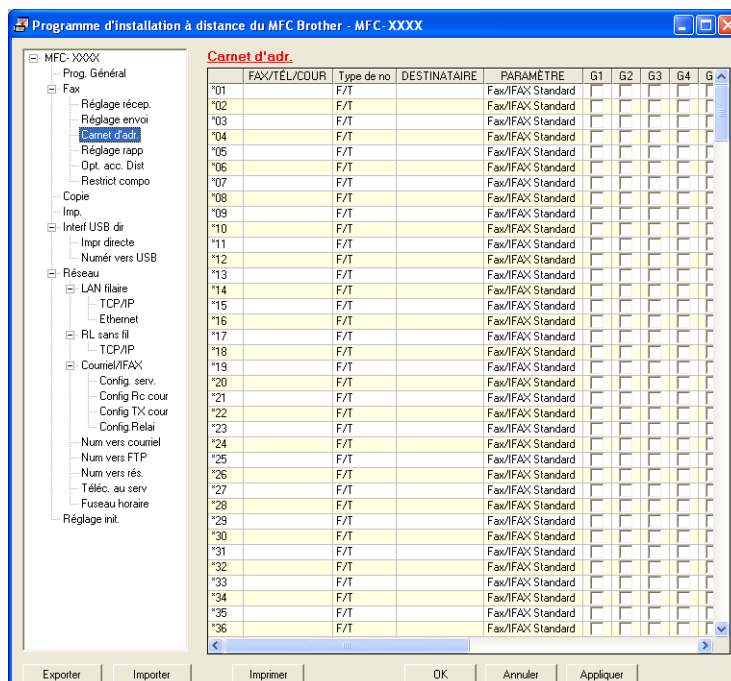 Programme d'installation à distance du MFC Brother - MFC-XXXX
MFC- XXXX
Prog. Général
Fax
Réglage récep.
Réglage envoi
Carnet d'adr.
Réglage rapp
Opt. acc. Dist
Restrict compo
Copie
Imp.
Interf USB dir
Impr directe
Numér vers USB
Réseau
LAN filaire
TCP/IP
Ethernet
RL sans fil
TCP/IP
Courriel/IFAX
Config. serv.
Config Rc cour
Config TX cour
Config.Relai
Num vers courriel
Num vers FTP
Num vers rés.
Téléc. au serv
Fuseau horaire
Réglage init.
Carnet d'adr.
FAX/TÉL/COUR Type de no DESTINATAIRE PARAMÈTRE G1 G2 G3 G4 G
*01 F/T Fax/IFAX Standard
*02 F/T Fax/IFAX Standard
*03 F/T Fax/IFAX Standard
*04 F/T Fax/IFAX Standard
*05 F/T Fax/IFAX Standard
*06 F/T Fax/IFAX Standard
*07 F/T Fax/IFAX Standard
*08 F/T Fax/IFAX Standard
*09 F/T Fax/IFAX Standard
*10 F/T Fax/IFAX Standard
*11 F/T Fax/IFAX Standard
*12 F/T Fax/IFAX Standard
*13 F/T Fax/IFAX Standard
*14 F/T Fax/IFAX Standard
*15 F/T Fax/IFAX Standard
*16 F/T Fax/IFAX Standard
*17 F/T Fax/IFAX Standard
*18 F/T Fax/IFAX Standard
*19 F/T Fax/IFAX Standard
*20 F/T Fax/IFAX Standard
*21 F/T Fax/IFAX Standard
*22 F/T Fax/IFAX Standard
*23 F/T Fax/IFAX Standard
*24 F/T Fax/IFAX Standard
*25 F/T Fax/IFAX Standard
*26 F/T Fax/IFAX Standard
*27 F/T Fax/IFAX Standard
*28 F/T Fax/IFAX Standard
*29 F/T Fax/IFAX Standard
*30 F/T Fax/IFAX Standard
*31 F/T Fax/IFAX Standard
*32 F/T Fax/IFAX Standard
*33 F/T Fax/IFAX Standard
*34 F/T Fax/IFAX Standard
*35 F/T Fax/IFAX Standard
*36 F/T Fax/IFAX Standard
Exporter Importer Imprimer OK Annuler Appliquer